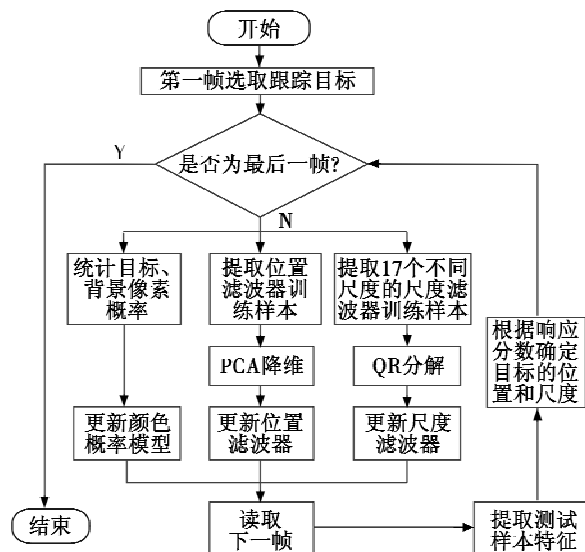 开始
第一帧选取跟踪目标
Y
是否为最后一帧?
N
统计目标、
背景像素
概率
提取位置
滤波器训
练样本
提取17个不同
尺度的尺度滤
波器训练样本
根据响应
分数确定
目标的位
置和尺度
PCA降维
QR分解
更新颜色
概率模型
更新位置
滤波器
更新尺度
滤波器
结束
读取
下一帧
提取测试
样本特征